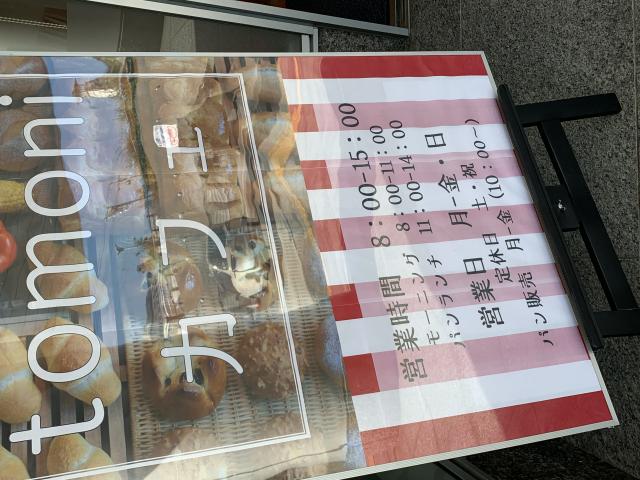 tomoni
カフェ
営業時間 8：00-15：00
モーニング 8：00-11：00
パンランチ 11：00-14：00
営業日 月-金・日
定休日 土・祝
月-金 (10：00-)
パン販売